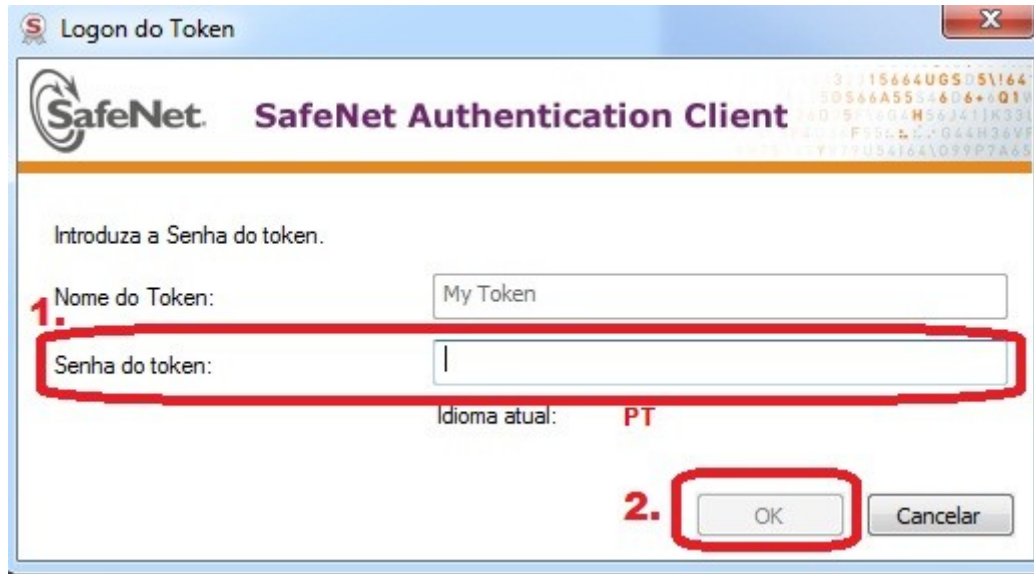 Logon do Token
SafeNet. SafeNet Authentication Client
Introduza a Senha do token.
Nome do Token: My Token
1.
Senha do token:
Idioma atual: PT
2. OK Cancelar